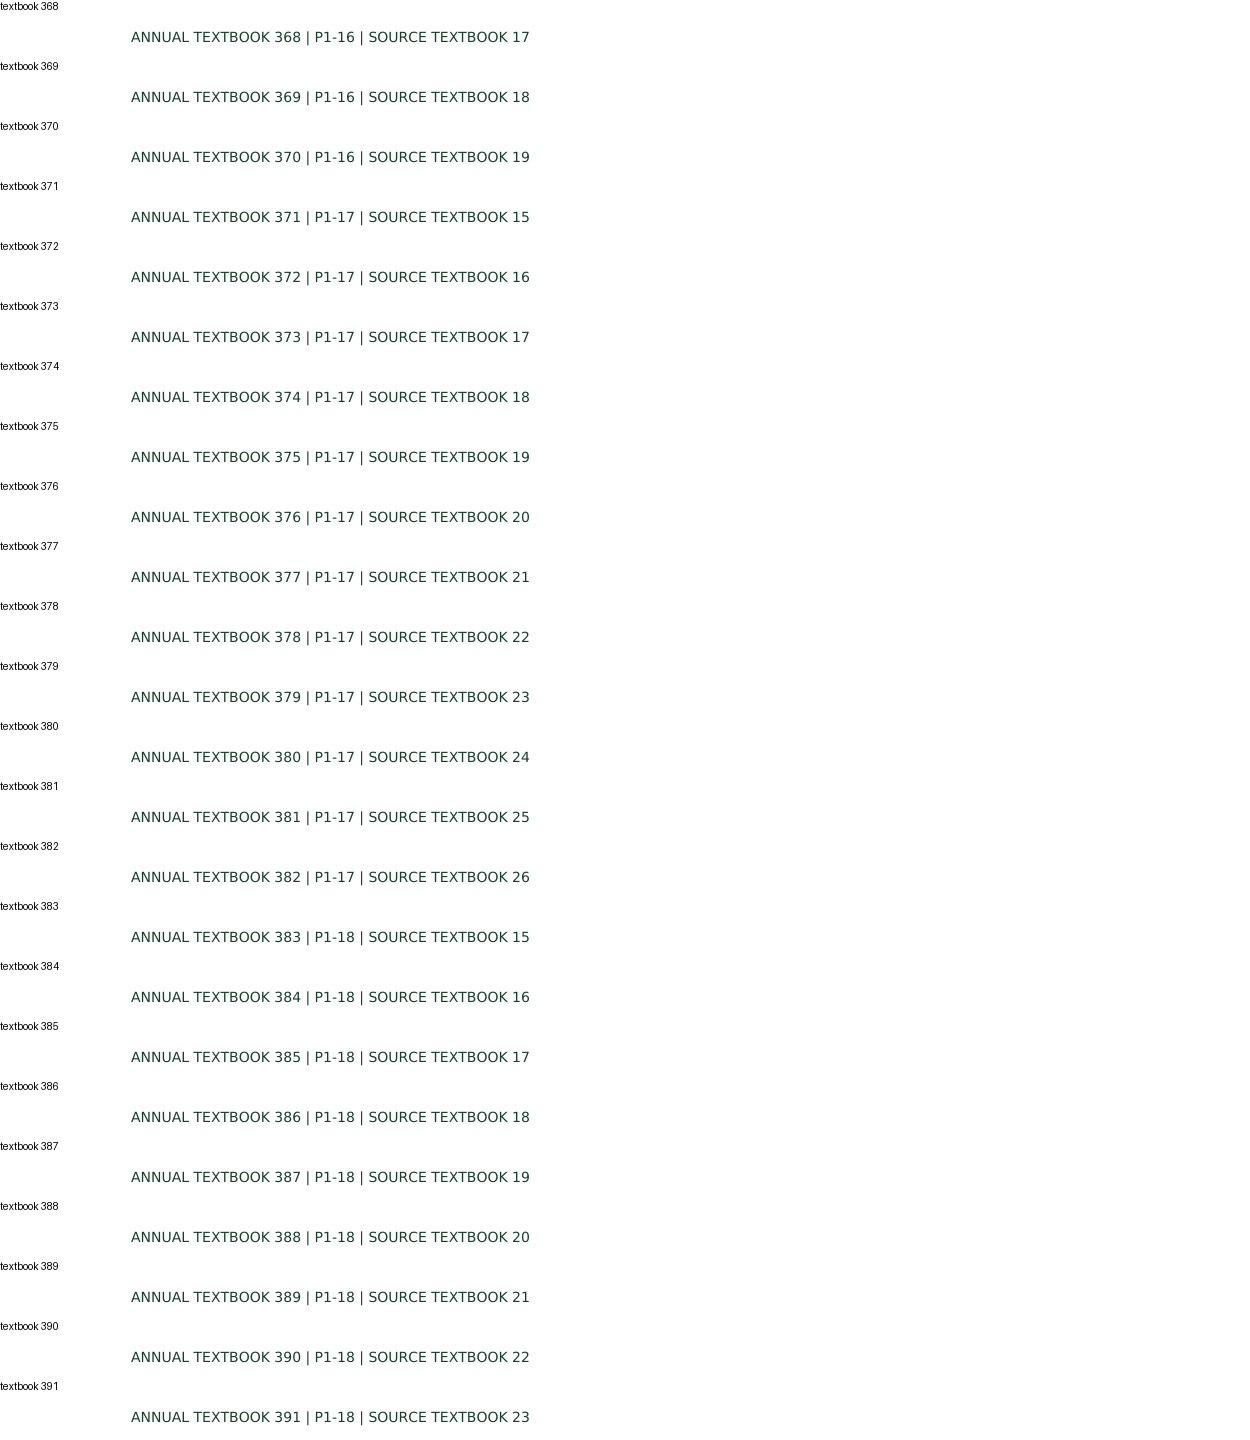 textbook 368
ANNUAL TEXTBOOK 368 | P1-16 | SOURCE TEXTBOOK 17
textbook 369
ANNUAL TEXTBOOK 369 | P1-16 | SOURCE TEXTBOOK 18
textbook 370
ANNUAL TEXTBOOK 370 | P1-16 | SOURCE TEXTBOOK 19
textbook 371
ANNUAL TEXTBOOK 371 | P1-17 | SOURCE TEXTBOOK 15
textbook 372
ANNUAL TEXTBOOK 372 | P1-17 | SOURCE TEXTBOOK 16
textbook 373
ANNUAL TEXTBOOK 373 | P1-17 | SOURCE TEXTBOOK 17
textbook 374
ANNUAL TEXTBOOK 374 | P1-17 | SOURCE TEXTBOOK 18
textbook 375
ANNUAL TEXTBOOK 375 | P1-17 | SOURCE TEXTBOOK 19
textbook 376
ANNUAL TEXTBOOK 376 | P1-17 | SOURCE TEXTBOOK 20
textbook 377
ANNUAL TEXTBOOK 377 | P1-17 | SOURCE TEXTBOOK 21
textbook 378
ANNUAL TEXTBOOK 378 | P1-17 | SOURCE TEXTBOOK 22
textbook 379
ANNUAL TEXTBOOK 379 | P1-17 | SOURCE TEXTBOOK 23
textbook 380
ANNUAL TEXTBOOK 380 | P1-17 | SOURCE TEXTBOOK 24
textbook 381
ANNUAL TEXTBOOK 381 | P1-17 | SOURCE TEXTBOOK 25
textbook 382
ANNUAL TEXTBOOK 382 | P1-17 | SOURCE TEXTBOOK 26
textbook 383
ANNUAL TEXTBOOK 383 | P1-18 | SOURCE TEXTBOOK 15
textbook 384
ANNUAL TEXTBOOK 384 | P1-18 | SOURCE TEXTBOOK 16
textbook 385
ANNUAL TEXTBOOK 385 | P1-18 | SOURCE TEXTBOOK 17
textbook 386
ANNUAL TEXTBOOK 386 | P1-18 | SOURCE TEXTBOOK 18
textbook 387
ANNUAL TEXTBOOK 387 | P1-18 | SOURCE TEXTBOOK 19
textbook 388
ANNUAL TEXTBOOK 388 | P1-18 | SOURCE TEXTBOOK 20
textbook 389
ANNUAL TEXTBOOK 389 | P1-18 | SOURCE TEXTBOOK 21
textbook 390
ANNUAL TEXTBOOK 390 | P1-18 | SOURCE TEXTBOOK 22
textbook 391
ANNUAL TEXTBOOK 391 | P1-18 | SOURCE TEXTBOOK 23